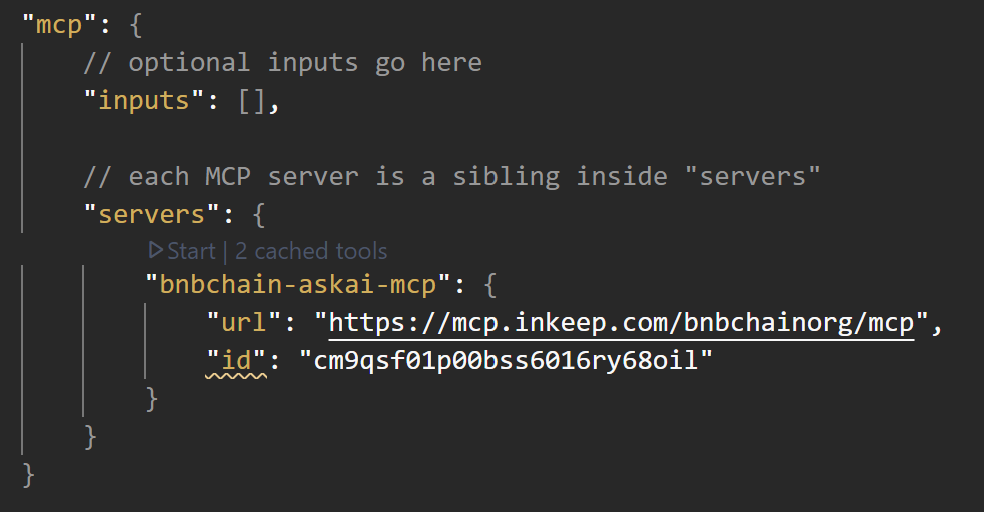 "mcp": {
// optional inputs go here
"inputs": [],
// each MCP server is a sibling inside "servers"
"servers": {
Start | 2 cached tools
"bnbchain-askai-mcp": {
"url": "https://mcp.inkeep.com/bnbchainorg/mcp",
"id": "cm9qsf01p00bss6016ry68oil"
}
}
}